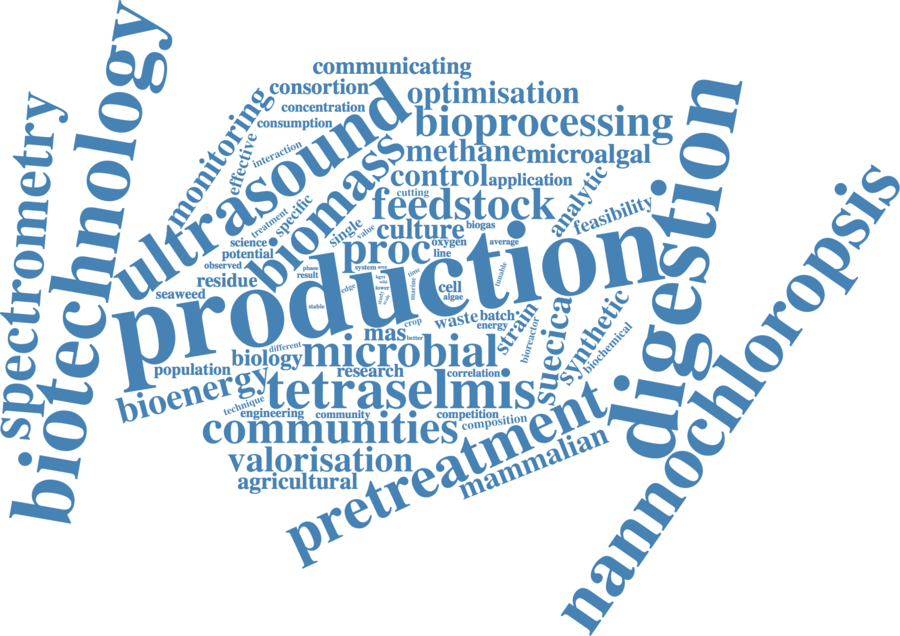 communicating
consortion
optimisation
concentration
consumption
bioprocessing
monitoring
ultrasound
biotechnology
spectrometry
effective
interaction
biomass
methane
microalgal
control
application
cutting
feedstock
analytic
feasibility
digestion
nannochloropsis
treatment
specific
single
value
culture
biogas
science
potential
proc
oxygen
average
line
observed
residue
result
phase
system
time
tunable
seaweed
production
edge
lower
marine
cell
algae
stable
crop
waste
batch
energy
strain
bioreactor
suecica
synthetic
biochemical
mas
better
different
biology
microbial
population
research
correlation
bioenergy
tetraselmis
technique
engineering
community
competition
composition
communities
pretreatment
mammalian
valorisation
agricultural